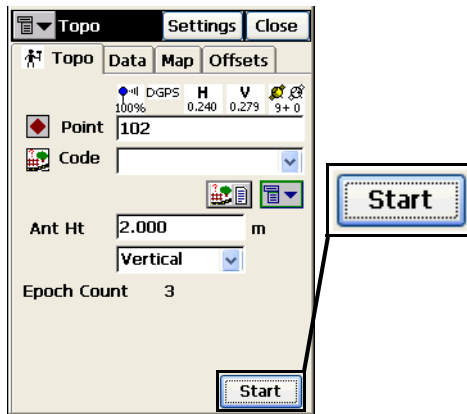 Topo Settings Close
Topo Data Map Offsets
DGPS H V
100% 0.240 0.279 9+0
Point 102
Code
Ant Ht 2.000 m
Vertical
Epoch Count 3
Start
Start